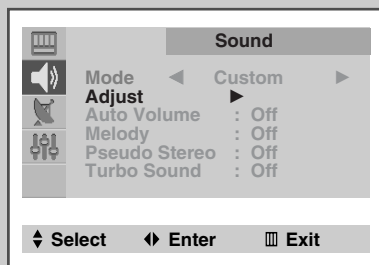 Sound
Mode ◀ Custom ▶
Adjust ▶
Auto Volume : Off
Melody : Off
Pseudo Stereo : Off
Turbo Sound : Off
Select Enter Exit